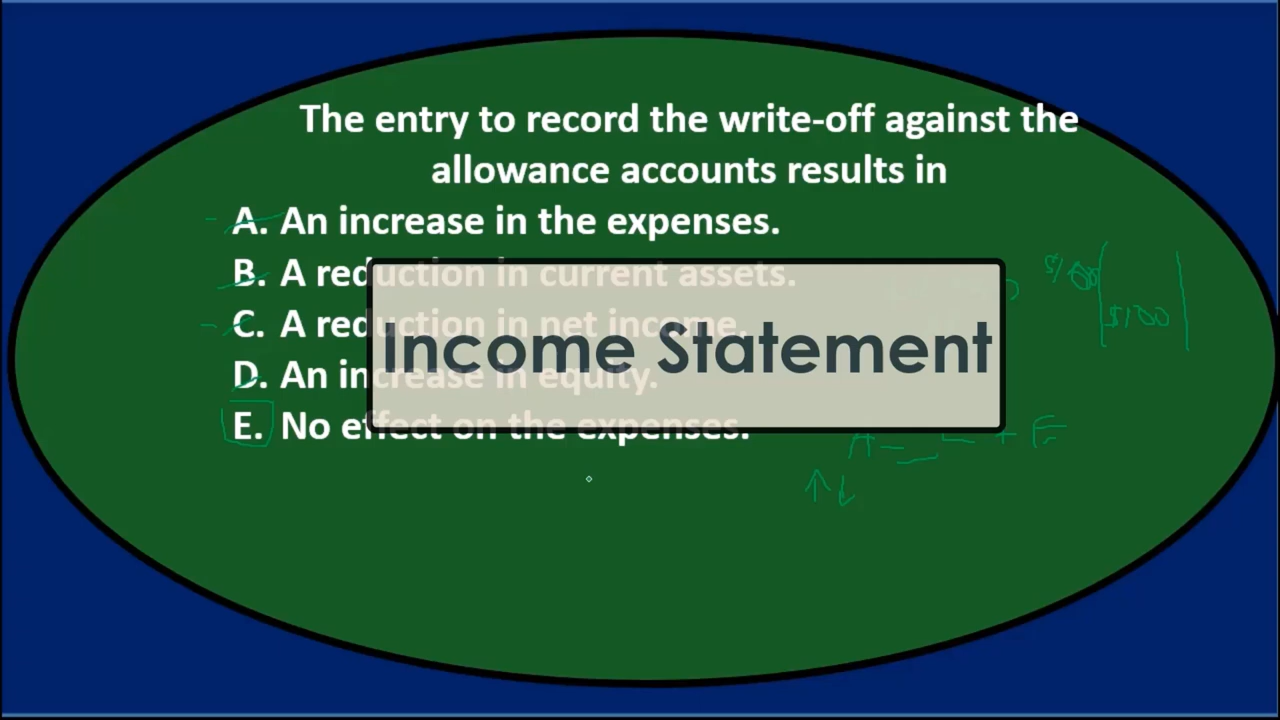 The entry to record the write-off against the
allowance accounts results in
A. An increase in the expenses.
B. A reduction in current assets.
C. A reduction in net income.
D. An increase in equity.
E. No effect on the expenses.
Income Statement
$100
$100
A = L + E